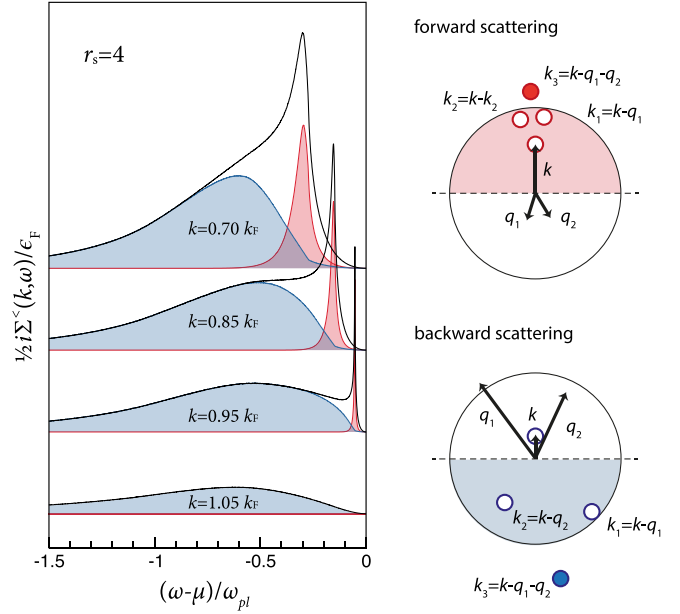 r_s=4
k=0.70 k_F
k=0.85 k_F
k=0.95 k_F
k=1.05 k_F
½ iΣ^<(k,ω)/ϵ_F
-1.5 -1 -0.5 0
(ω-μ)/ω_pl
forward scattering
k_3=k-q_1-q_2
k_2=k-k_2
k_1=k-q_1
k
q_1
q_2
backward scattering
q_1
k
q_2
k_2=k-q_2
k_1=k-q_1
k_3=k-q_1-q_2